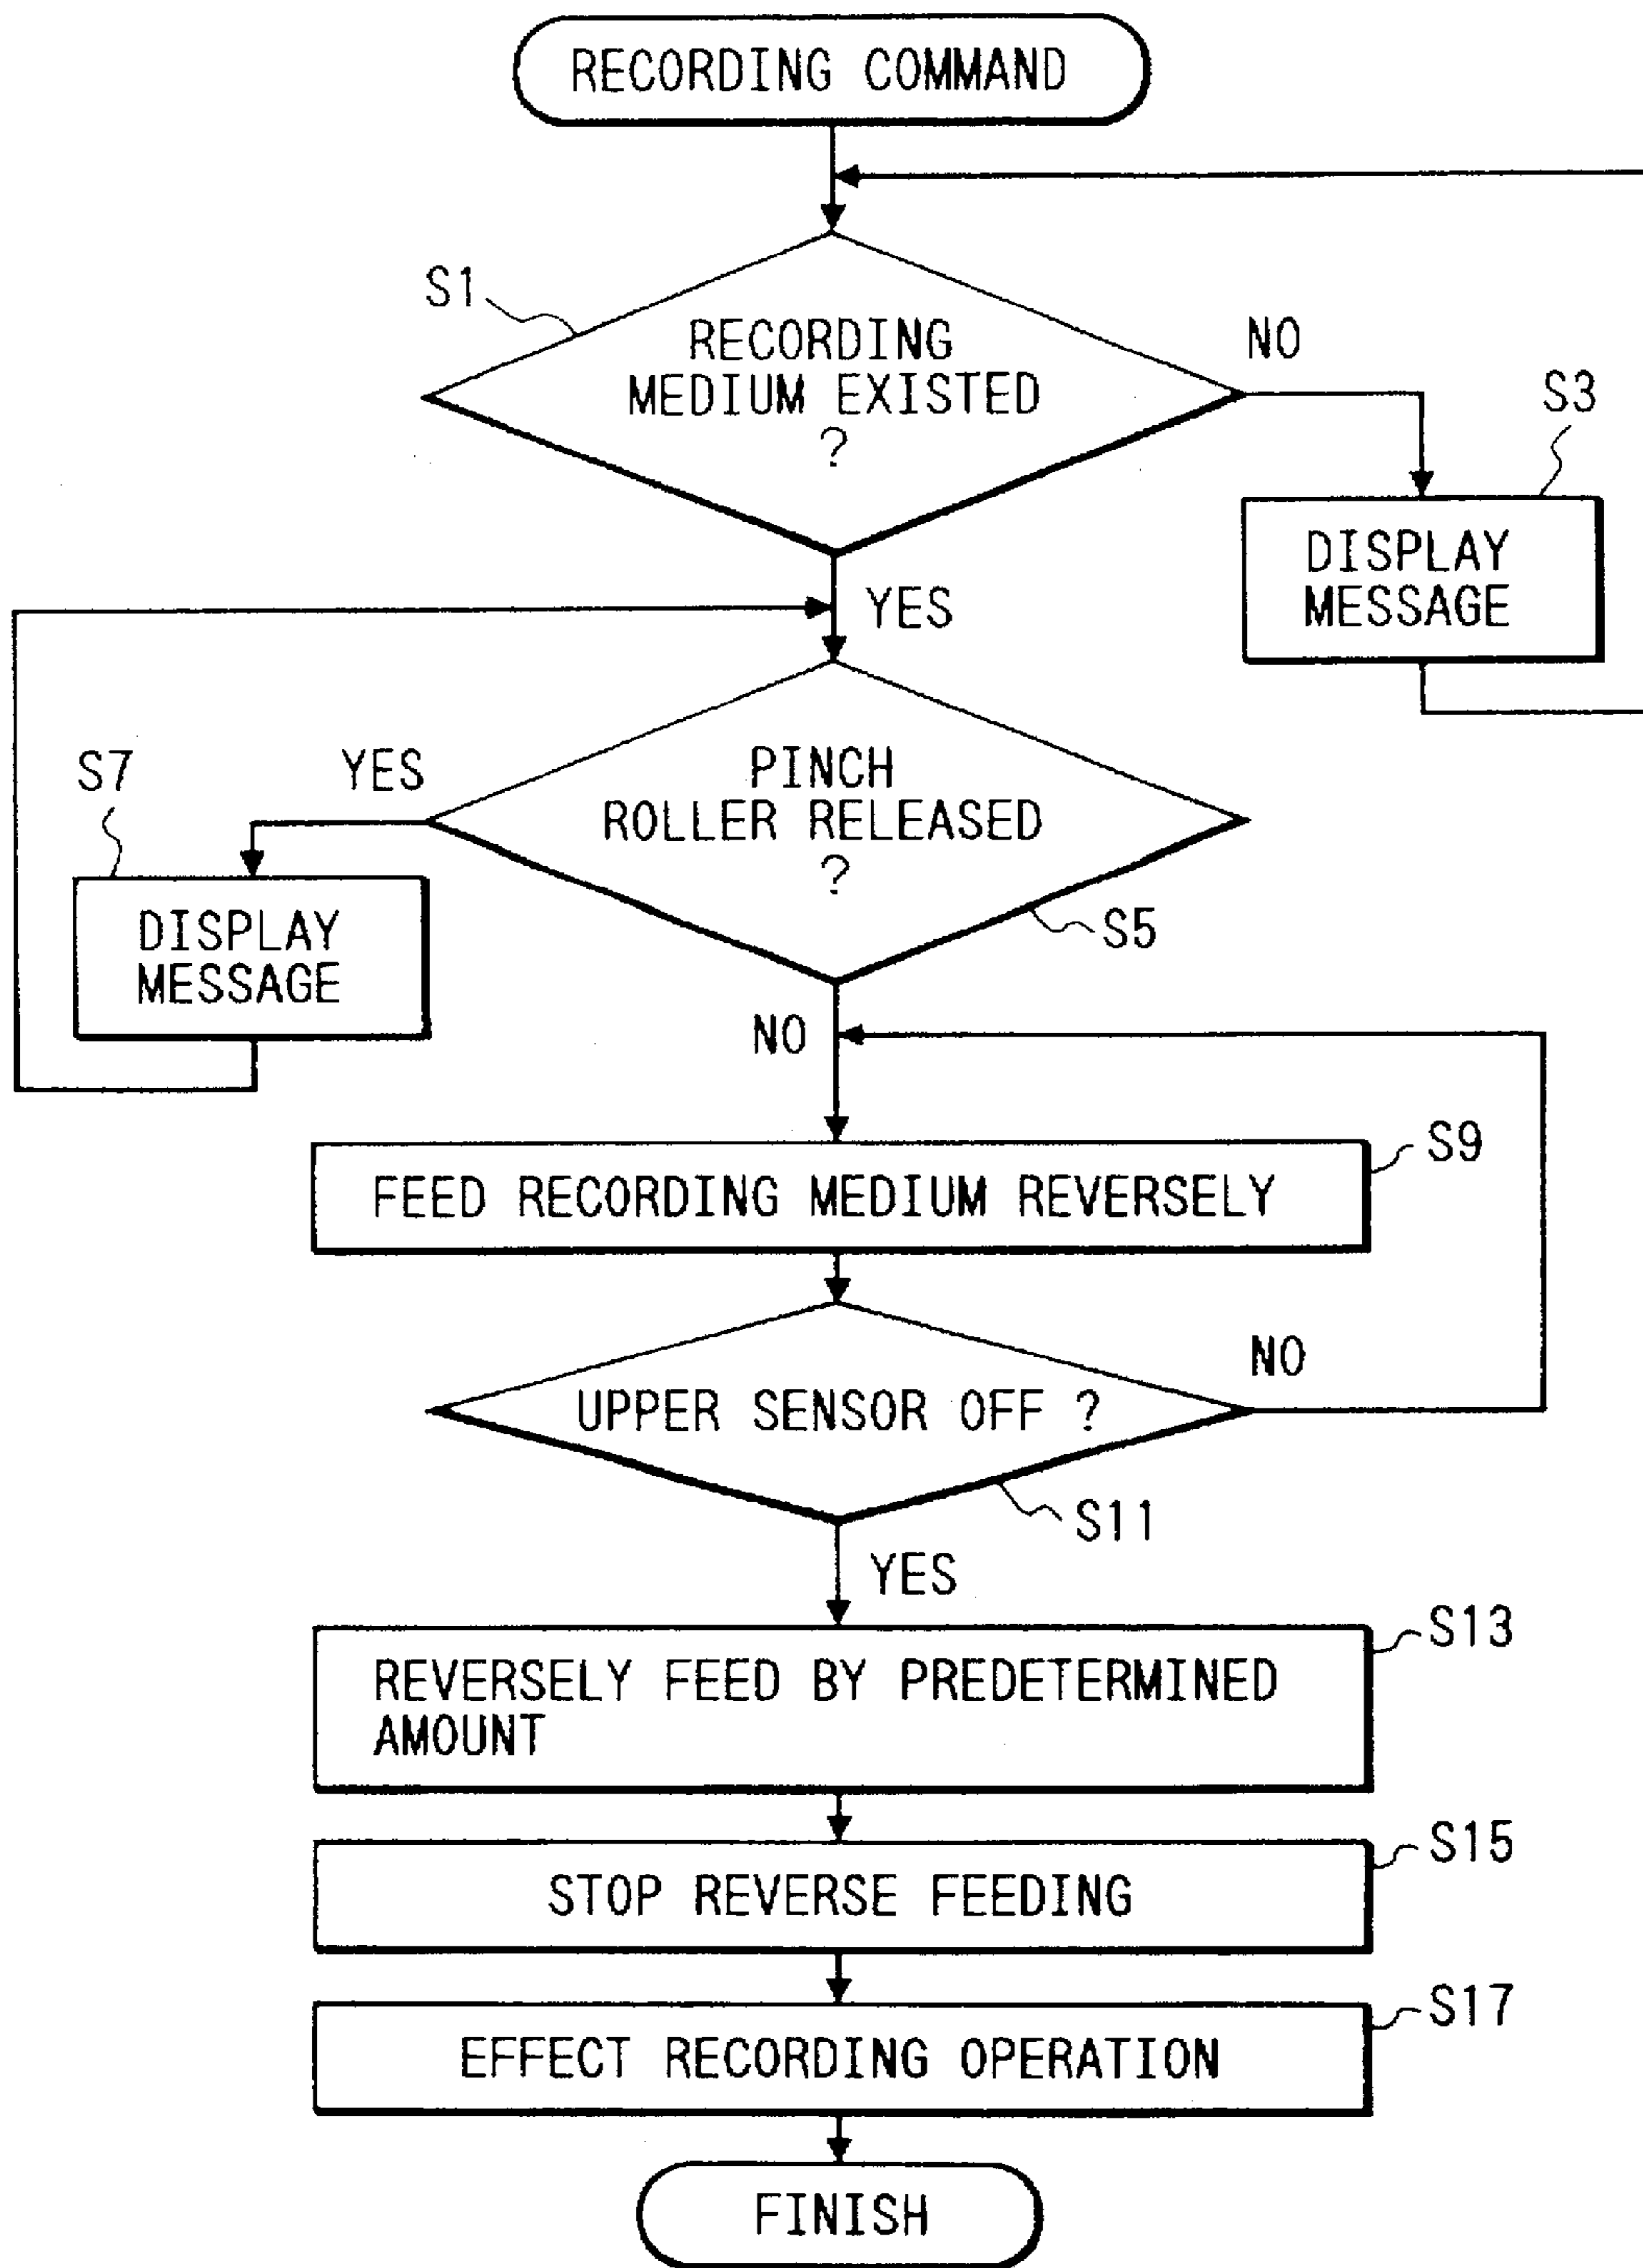 RECORDING COMMAND
S1
RECORDING
MEDIUM EXISTED
?
NO
S3
DISPLAY
MESSAGE
YES
S7
YES
PINCH
ROLLER RELEASED
?
S5
DISPLAY
MESSAGE
NO
S9
FEED RECORDING MEDIUM REVERSELY
UPPER SENSOR OFF ?
NO
S11
YES
S13
REVERSELY FEED BY PREDETERMINED
AMOUNT
S15
STOP REVERSE FEEDING
S17
EFFECT RECORDING OPERATION
FINISH